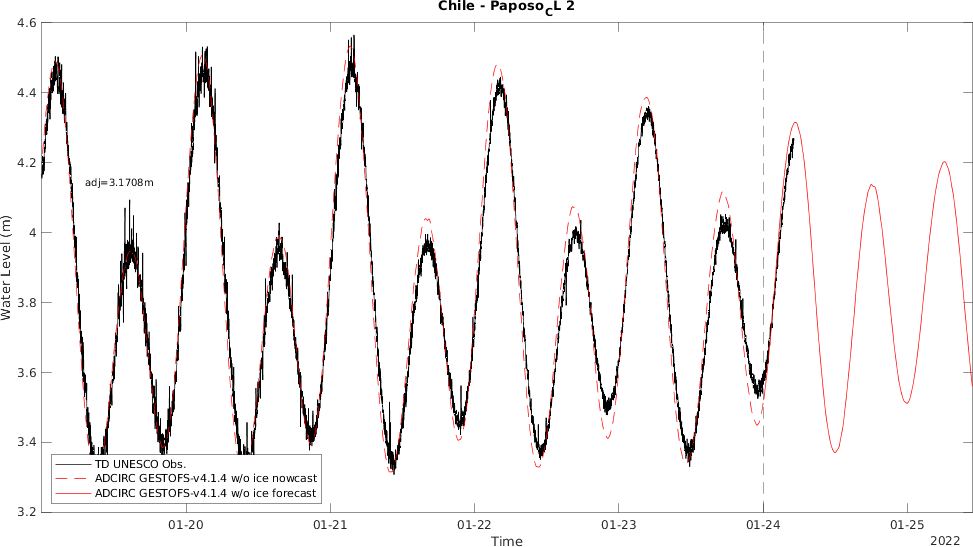 Chile - Paposo_CL 2
4.6
4.4
4.2
4
3.8
3.6
3.4
3.2
Water Level (m)
adj=3.1708m
TD UNESCO Obs.
ADCIRC GESTOFS-v4.1.4 w/o ice nowcast
ADCIRC GESTOFS-v4.1.4 w/o ice forecast
01-20 01-21 01-22 01-23 01-24 01-25
Time
2022